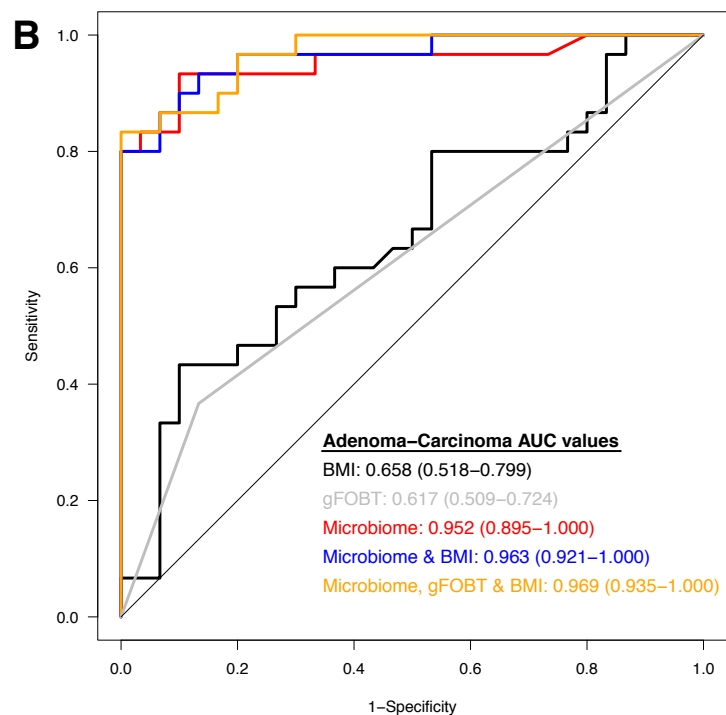 B
1.0
0.8
0.6
0.4
0.2
0.0
Sensitivity
Adenoma−Carcinoma AUC values
BMI: 0.658 (0.518−0.799)
gFOBT: 0.617 (0.509−0.724)
Microbiome: 0.952 (0.895−1.000)
Microbiome & BMI: 0.963 (0.921−1.000)
Microbiome, gFOBT & BMI: 0.969 (0.935−1.000)
0.0 0.2 0.4 0.6 0.8 1.0
1−Specificity